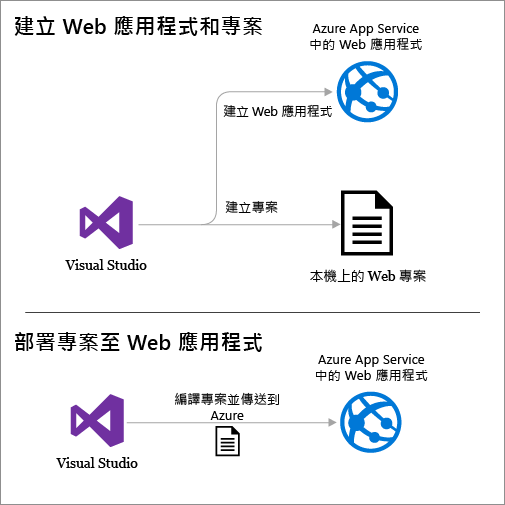 建立 Web 應用程式和專案
Azure App Service
中的 Web 應用程式
建立 Web 應用程式
建立專案
Visual Studio
本機上的 Web 專案
部署專案至 Web 應用程式
Azure App Service
中的 Web 應用程式
編譯專案並傳送到
Azure
Visual Studio